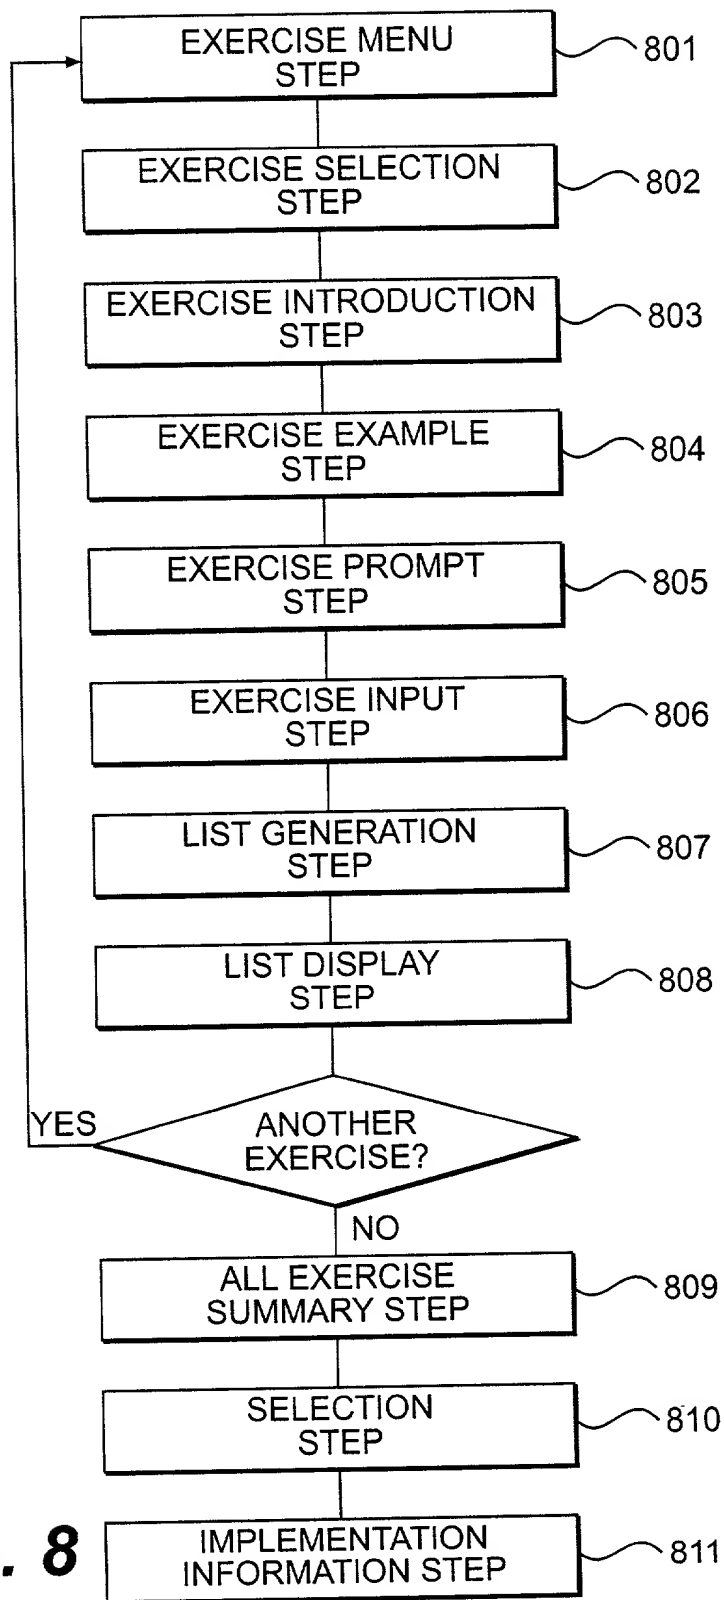 EXERCISE MENU
STEP
801
EXERCISE SELECTION
STEP
802
EXERCISE INTRODUCTION
STEP
803
EXERCISE EXAMPLE
STEP
804
EXERCISE PROMPT
STEP
805
EXERCISE INPUT
STEP
806
LIST GENERATION
STEP
807
LIST DISPLAY
STEP
808
YES
ANOTHER
EXERCISE?
NO
ALL EXERCISE
SUMMARY STEP
809
SELECTION
STEP
810
IMPLEMENTATION
INFORMATION STEP
811
. 8